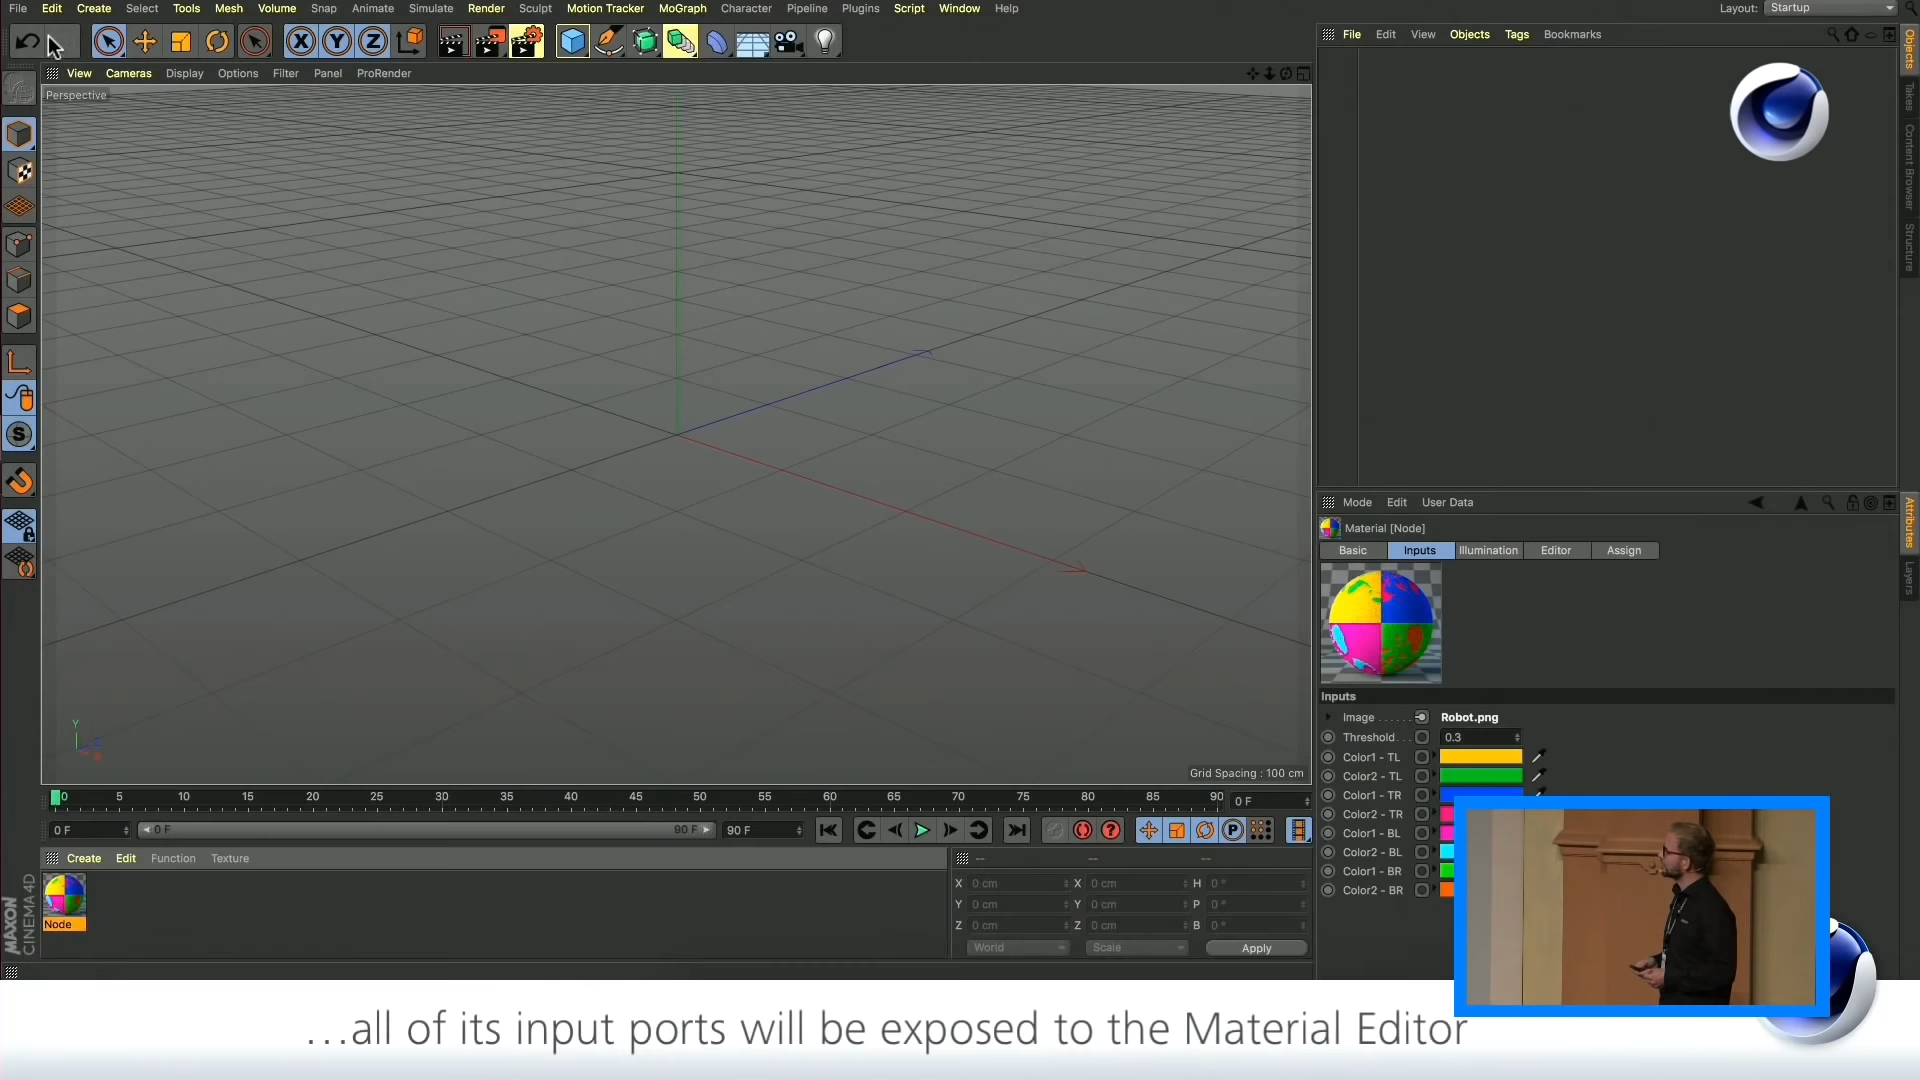 File Edit Create Select Tools Mesh Volume Snap Animate Simulate Render Sculpt Motion Tracker MoGraph Character Pipeline Plugins Script Window Help Layout: Startup
File Edit View Objects Tags Bookmarks
X Y Z
View Cameras Display Options Filter Panel ProRender
Perspective
Objects
Takes
Content Browser
Structure
S
Mode Edit User Data
Attributes
Layers
Material [Node]
Basic Inputs Illumination Editor Assign
Inputs
Image Robot.png
Threshold 0.3
Color1 - TL
Color2 - TL
Color1 - TR
Color2 - TR
Color1 - BL
Color2 - BL
Color1 - BR
Color2 - BR
Y
Grid Spacing : 100 cm
0 5 10 15 20 25 30 35 40 45 50 55 60 65 70 75 80 85 90 0 F
0 F 0 F 90 F 90 F P
Create Edit Function Texture
-- -- --
X 0 cm X 0 cm H 0 °
Y 0 cm Y 0 cm P 0 °
Z 0 cm Z 0 cm B 0 °
World Scale Apply
Node
MAXON
CINEMA 4D
...all of its input ports will be exposed to the Material Editor